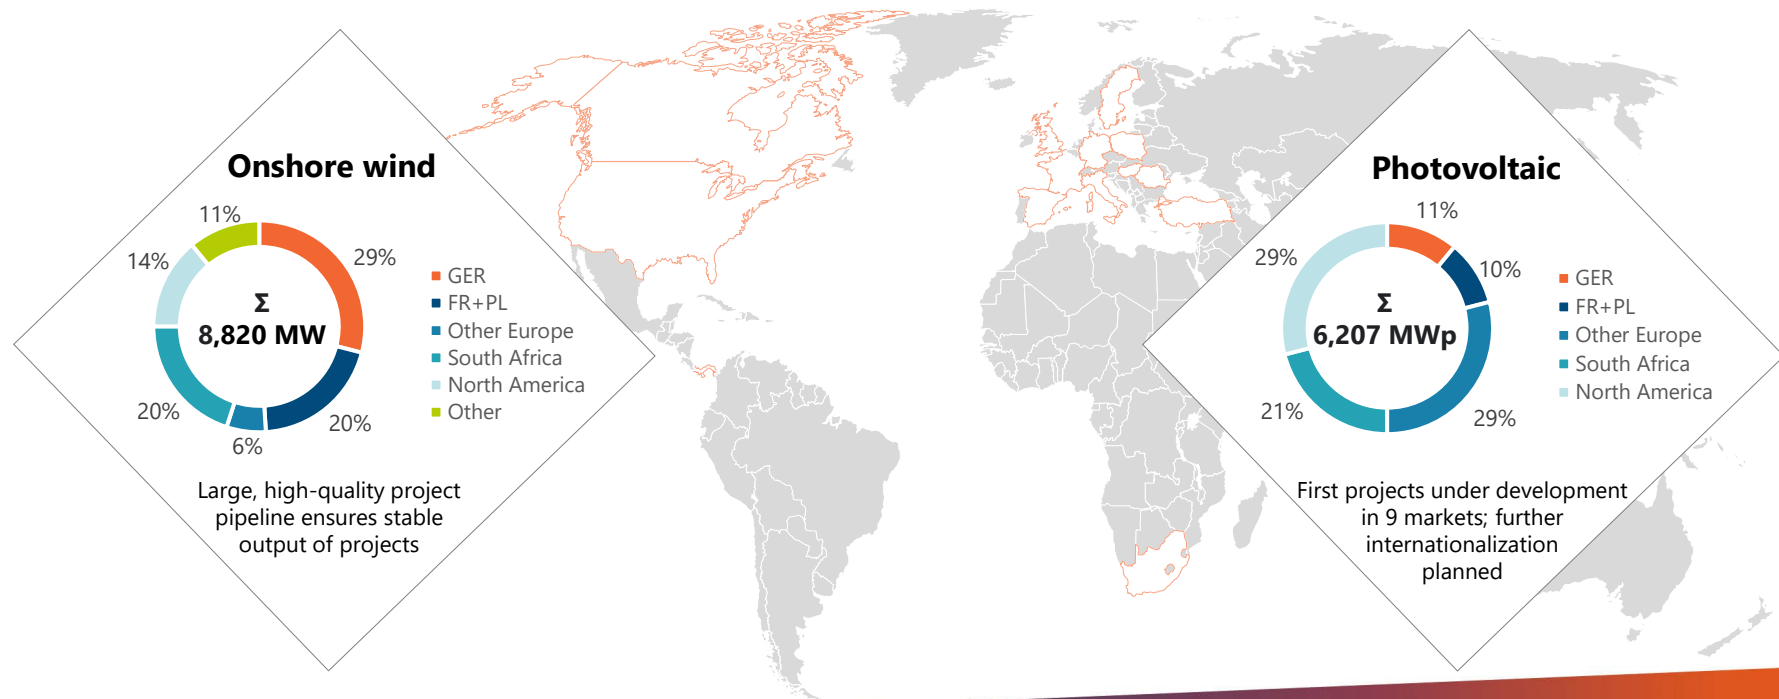 Onshore wind
11%
29%
14%
Σ
8,820 MW
20%
20%
6%
GER
FR+PL
Other Europe
South Africa
North America
Other
Large, high-quality project
pipeline ensures stable
output of projects
Photovoltaic
11%
29%
10%
Σ
6,207 MWp
21%
29%
GER
FR+PL
Other Europe
South Africa
North America
First projects under development
in 9 markets; further
internationalization
planned